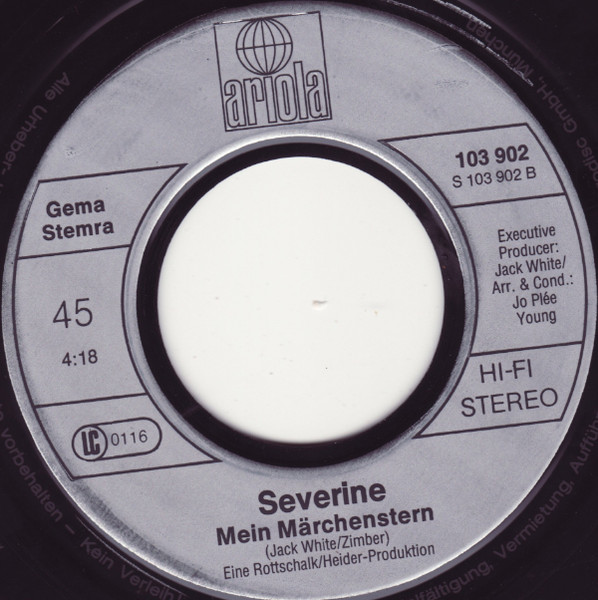 ariola
103 902
S 103 902 B
Gema
Stemra
Executive
Producer:
Jack White/
Arr. & Cond.:
Jo Plée
Young
45
4:18
HI-FI
STEREO
LC 0116
Severine
Mein Märchenstern
(Jack White/Zimber)
Eine Rottschalk/Heider-Produktion
Alle Urheber-
GmbH, München
vorbehalten – Kein Verleih!
Vermietung, Aufführ